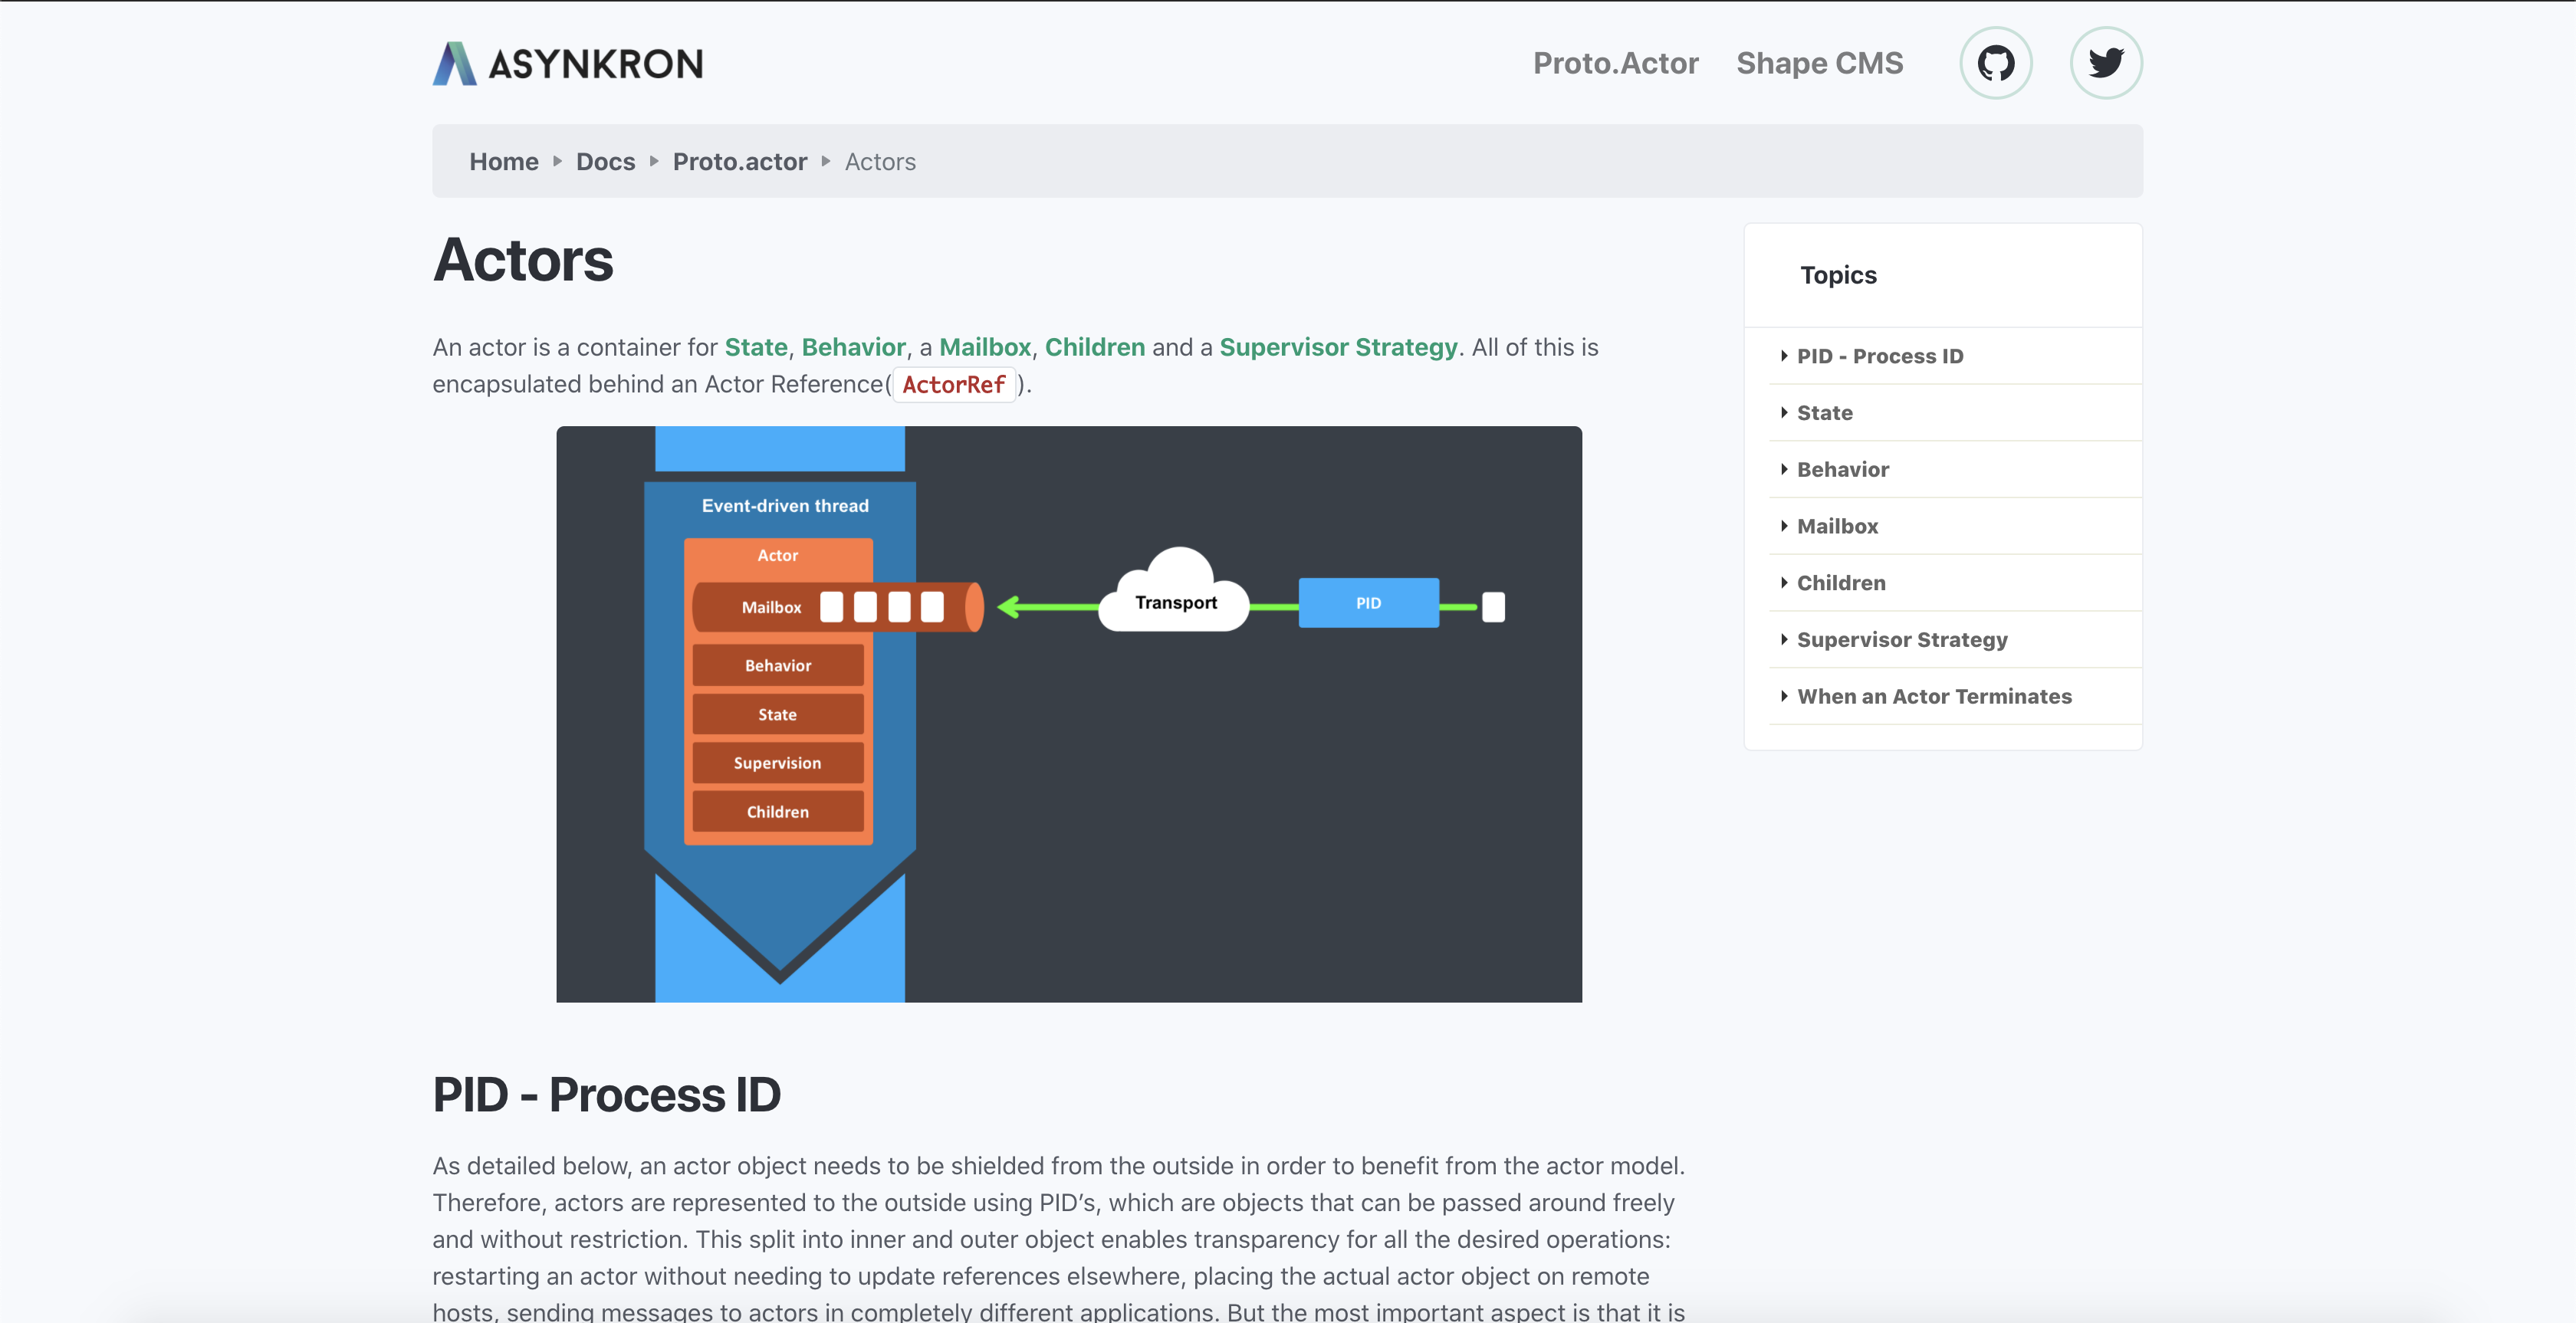 ASYNKRON
Proto.Actor Shape CMS
Home Docs Proto.actor Actors
Actors
An actor is a container for State, Behavior, a Mailbox, Children and a Supervisor Strategy. All of this is
encapsulated behind an Actor Reference( ActorRef ).
Event-driven thread
Actor
Mailbox
Behavior
State
Supervision
Children
Transport
PID
Topics
PID - Process ID
State
Behavior
Mailbox
Children
Supervisor Strategy
When an Actor Terminates
PID - Process ID
As detailed below, an actor object needs to be shielded from the outside in order to benefit from the actor model.
Therefore, actors are represented to the outside using PID’s, which are objects that can be passed around freely
and without restriction. This split into inner and outer object enables transparency for all the desired operations:
restarting an actor without needing to update references elsewhere, placing the actual actor object on remote
hosts, sending messages to actors in completely different applications. But the most important aspect is that it is